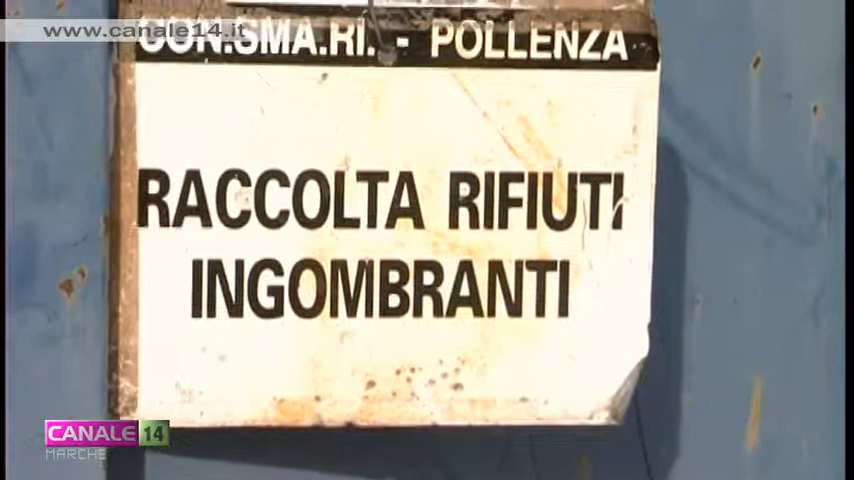 www.canale14.it
CON.SMA.RI. - POLLENZA
RACCOLTA RIFIUTI
INGOMBRANTI
CANALE 14
MARCHE